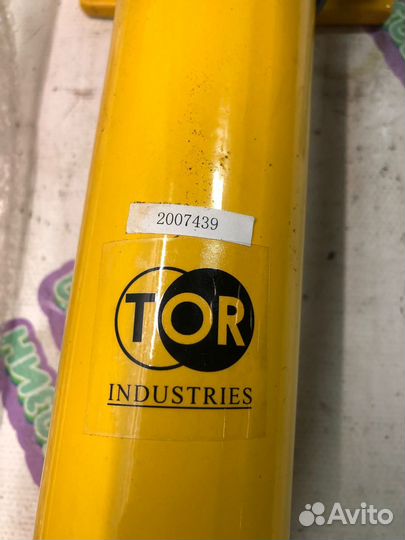 2007439
TOR
INDUSTRIES
Avito